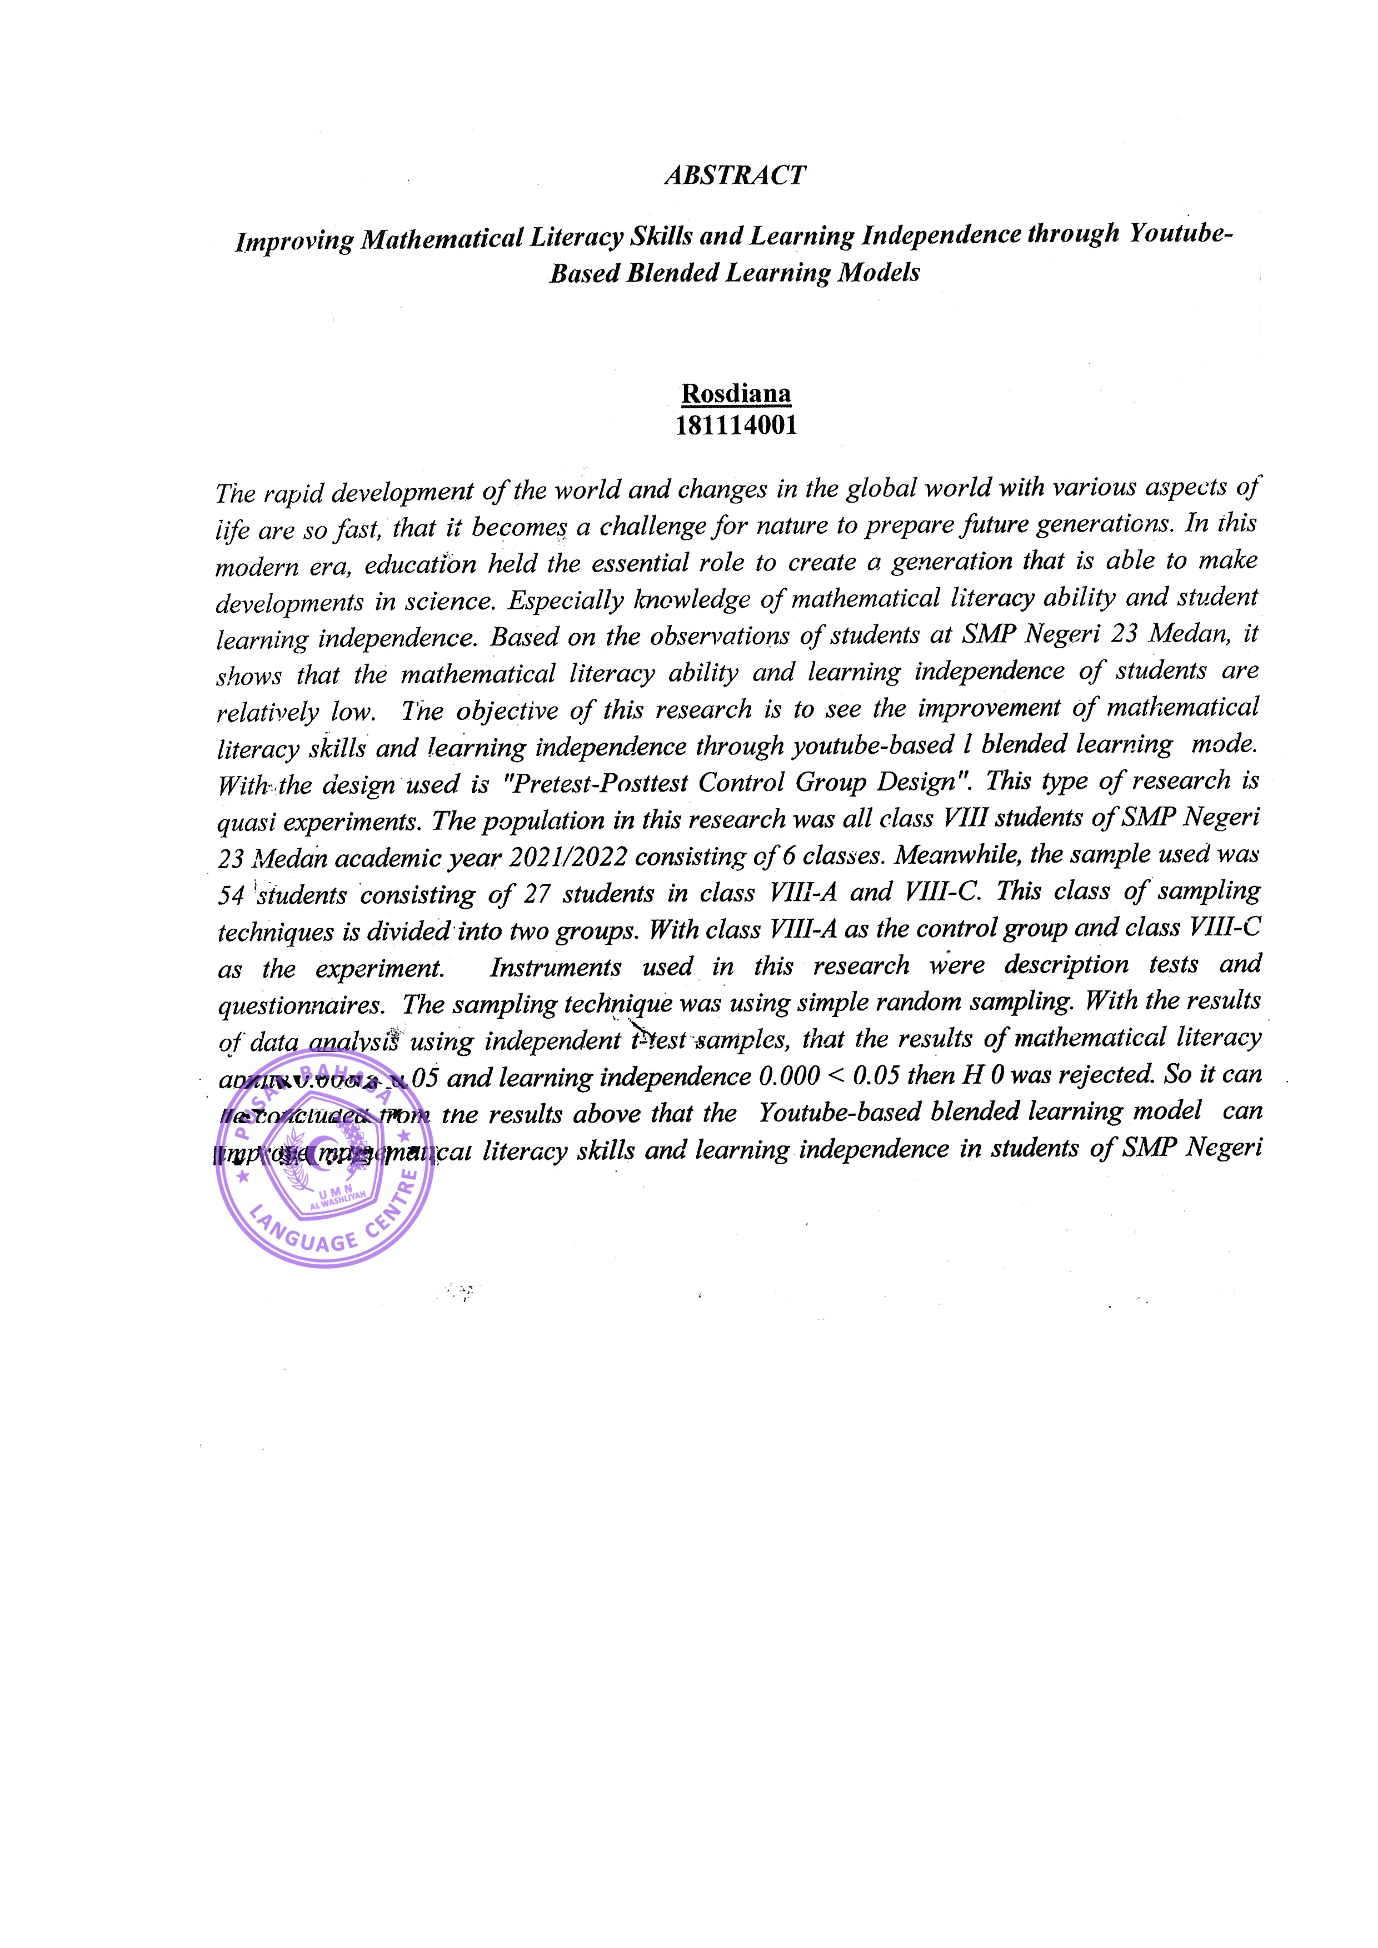 ABSTRACT
Improving Mathematical Literacy Skills and Learning Independence through Youtube-
Based Blended Learning Models
Rosdiana
181114001
The rapid development of the world and changes in the global world with various aspects of
life are so fast, that it becomes a challenge for nature to prepare future generations. In this
modern era, education held the essential role to create a generation that is able to make
developments in science. Especially knowledge of mathematical literacy ability and student
learning independence. Based on the observations of students at SMP Negeri 23 Medan, it
shows that the mathematical literacy ability and learning independence of students are
relatively low. The objective of this research is to see the improvement of mathematical
literacy skills and learning independence through youtube-based l blended learning mode.
With the design used is "Pretest-Posttest Control Group Design". This type of research is
quasi experiments. The population in this research was all class VIII students of SMP Negeri
23 Medan academic year 2021/2022 consisting of 6 classes. Meanwhile, the sample used was
54 students consisting of 27 students in class VIII-A and VIII-C. This class of sampling
techniques is divided into two groups. With class VIII-A as the control group and class VIII-C
as the experiment. Instruments used in this research were description tests and
questionnaires. The sampling technique was using simple random sampling. With the results
of data analysis using independent t-test samples, that the results of mathematical literacy
.05 and learning independence 0.000 < 0.05 then H 0 was rejected. So it can
be concluded from the results above that the Youtube-based blended learning model can
improve mathematical literacy skills and learning independence in students of SMP Negeri
PUSAT BAHASA
UMN
AL WASHLIYAH
LANGUAGE CENTRE